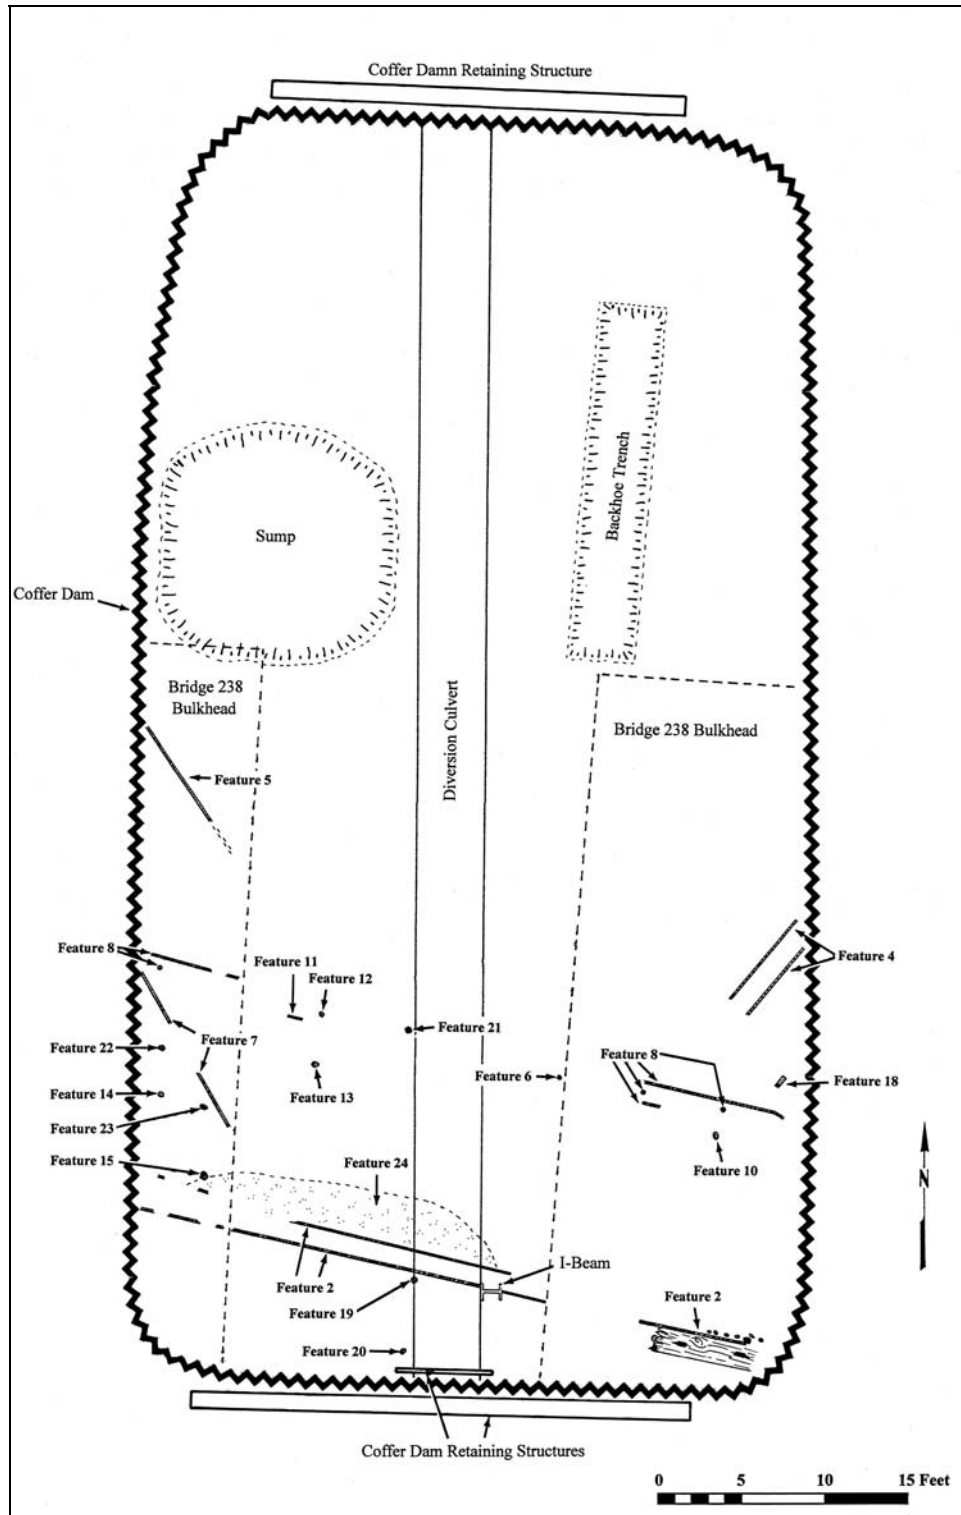 Coffer Damn Retaining Structure
Backhoe Trench
Sump
Coffer Dam
Bridge 238
Bulkhead
Diversion Culvert
Bridge 238 Bulkhead
Feature 5
Feature 8
Feature 11
Feature 12
Feature 4
Feature 21
Feature 22
Feature 7
Feature 8
Feature 6
Feature 18
Feature 14
Feature 13
Feature 23
Feature 15
Feature 24
Feature 10
N
I-Beam
Feature 2
Feature 2
Feature 19
Feature 20
Coffer Dam Retaining Structures
0 5 10 15 Feet